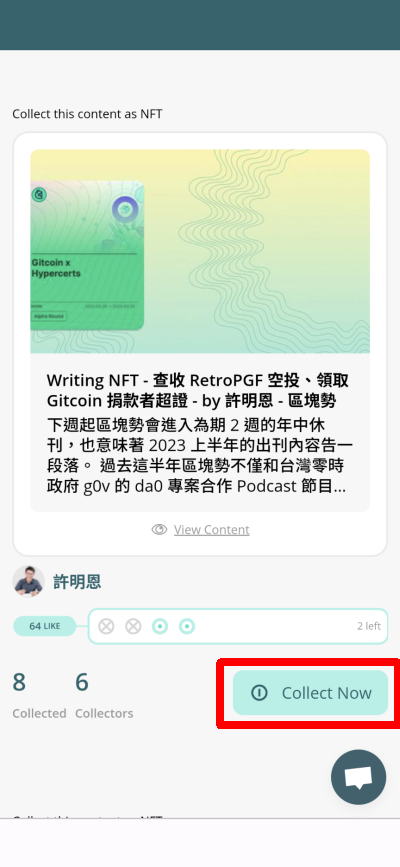 Collect this content as NFT
Gitcoin x
Hypercerts
Alpha Round
Writing NFT - 查收 RetroPGF 空投、領取
Gitcoin 捐款者超證 - by 許明恩 - 區塊勢
下週起區塊勢會進入為期 2 週的年中休
刊，也意味著 2023 上半年的出刊內容告一
段落。 過去這半年區塊勢不僅和台灣零時
政府 g0v 的 da0 專案合作 Podcast 節目...
View Content
許明恩
64 LIKE
2 left
8 6
Collected Collectors
Collect Now